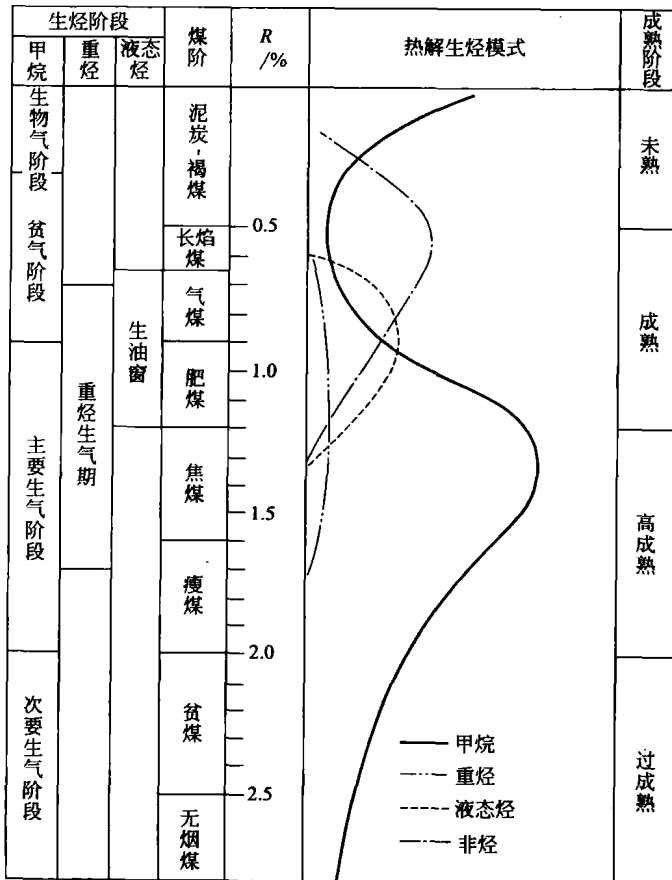 生烃阶段
甲烷
重烃
液态烃
煤阶
R
/%
热解生烃模式
成熟阶段
生物气阶段
贫气阶段
主要生气阶段
次要生气阶段
重烃生气期
生油窗
泥炭-褐煤
长焰煤
气煤
肥煤
焦煤
瘦煤
贫煤
无烟煤
0.5
1.0
1.5
2.0
2.5
甲烷
重烃
液态烃
非烃
未熟
成熟
高成熟
过成熟